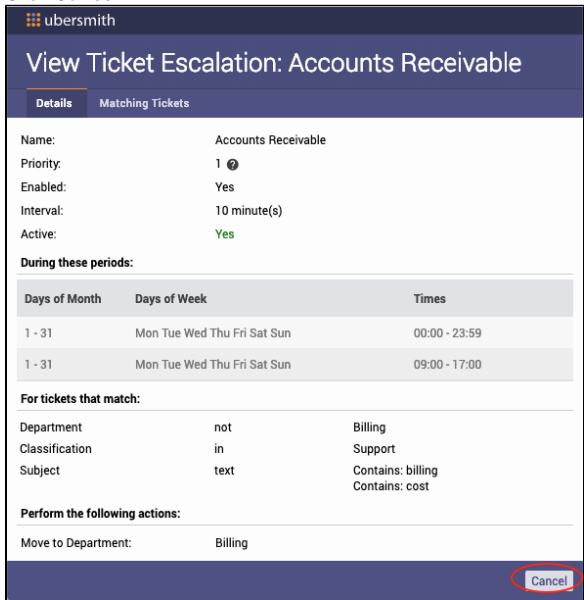 ubersmith
View Ticket Escalation: Accounts Receivable
Details Matching Tickets
Name: Accounts Receivable
Priority: 1
Enabled: Yes
Interval: 10 minute(s)
Active: Yes
During these periods:
Days of Month Days of Week Times
1 - 31 Mon Tue Wed Thu Fri Sat Sun 00:00 - 23:59
1 - 31 Mon Tue Wed Thu Fri Sat Sun 09:00 - 17:00
For tickets that match:
Department not Billing
Classification in Support
Subject text Contains: billing
Contains: cost
Perform the following actions:
Move to Department: Billing
Cancel